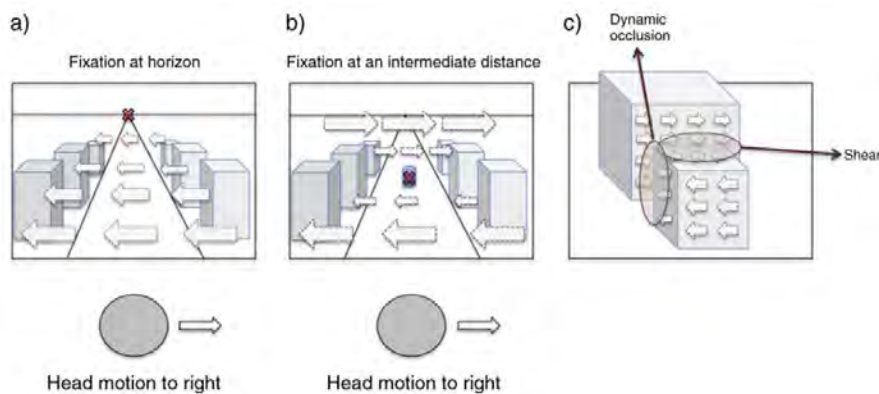 a)
Fixation at horizon
Head motion to right
b)
Fixation at an intermediate distance
Head motion to right
c)
Dynamic
occlusion
Shear